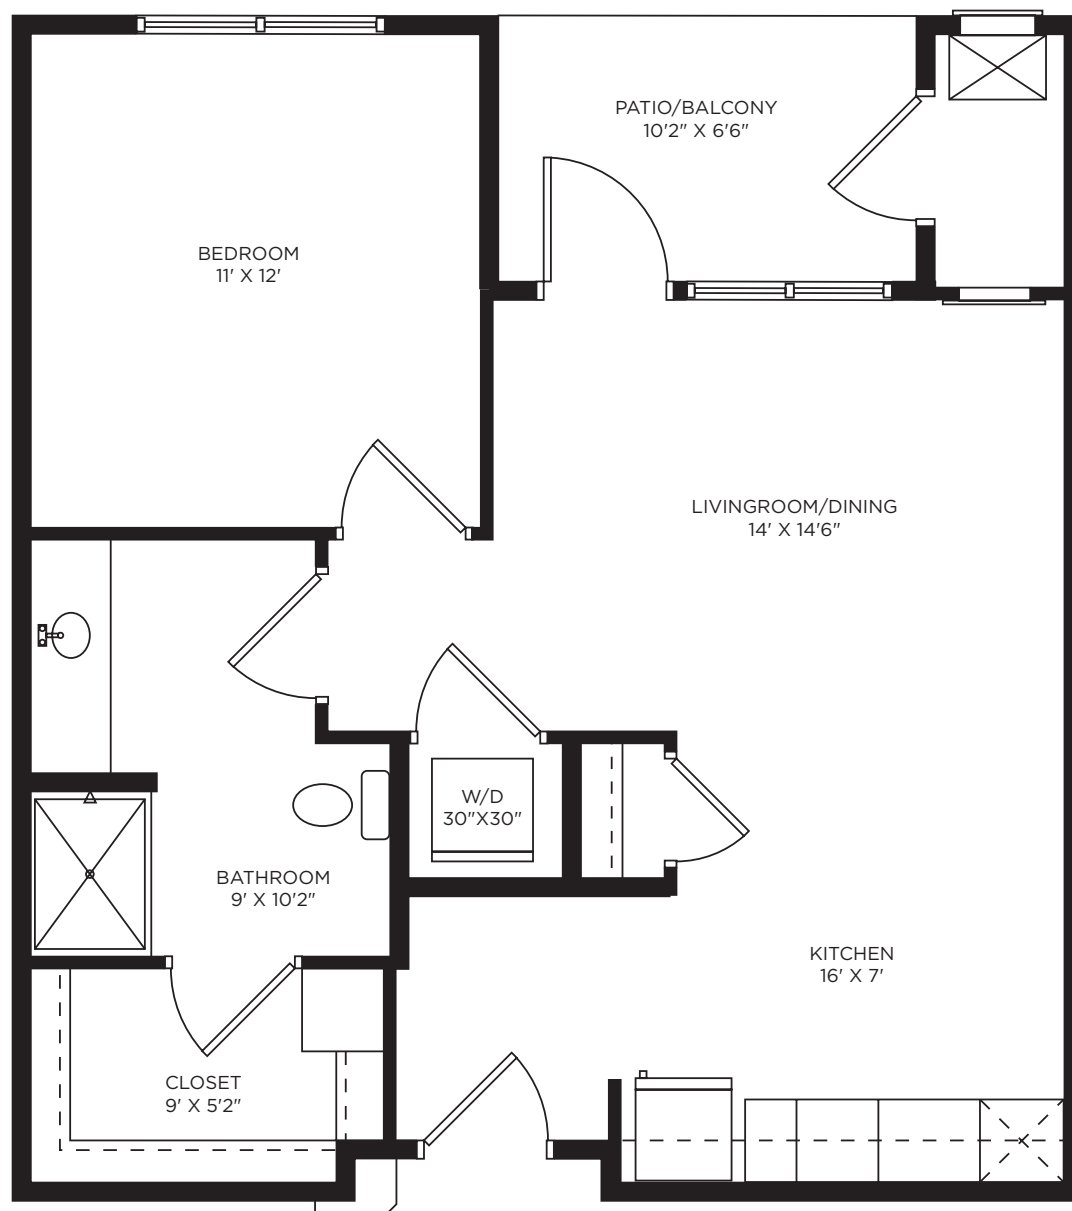 PATIO/BALCONY
10'2" X 6'6"
BEDROOM
11' X 12'
LIVINGROOM/DINING
14' X 14'6"
W/D
30"X30"
BATHROOM
9' X 10'2"
KITCHEN
16' X 7'
CLOSET
9' X 5'2"